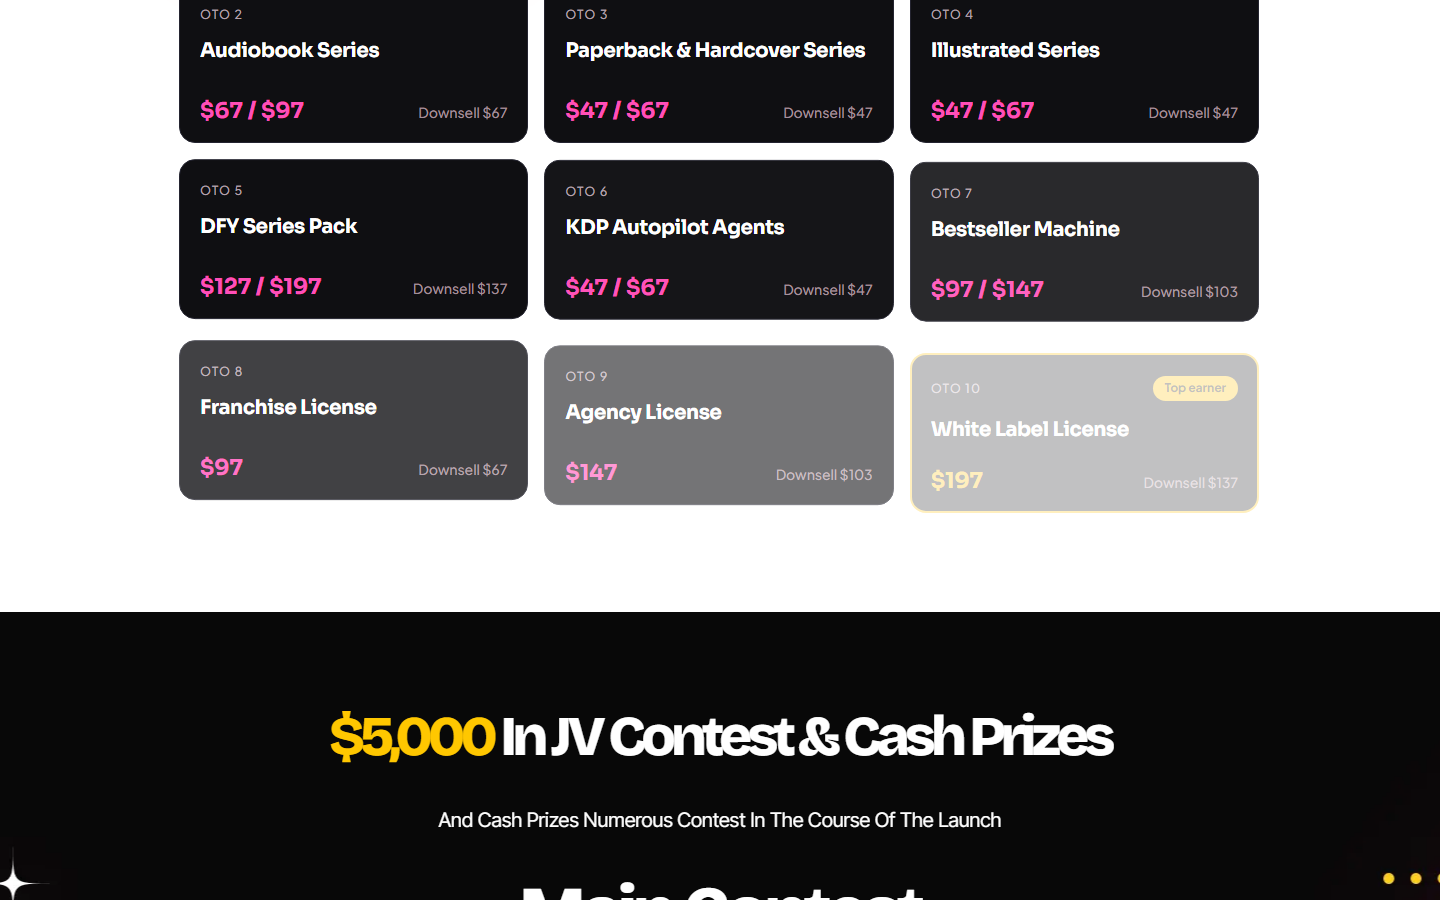 OTO 2
Audiobook Series
$67 / $97
Downsell $67
OTO 3
Paperback & Hardcover Series
$47 / $67
Downsell $47
OTO 4
Illustrated Series
$47 / $67
Downsell $47
OTO 5
DFY Series Pack
$127 / $197
Downsell $137
OTO 6
KDP Autopilot Agents
$47 / $67
Downsell $47
OTO 7
Bestseller Machine
$97 / $147
Downsell $103
OTO 8
Franchise License
$97
Downsell $67
OTO 9
Agency License
$147
Downsell $103
OTO 10
Top earner
White Label License
$197
Downsell $137
$5,000 In JV Contest & Cash Prizes
And Cash Prizes Numerous Contest In The Course Of The Launch
Main Contest